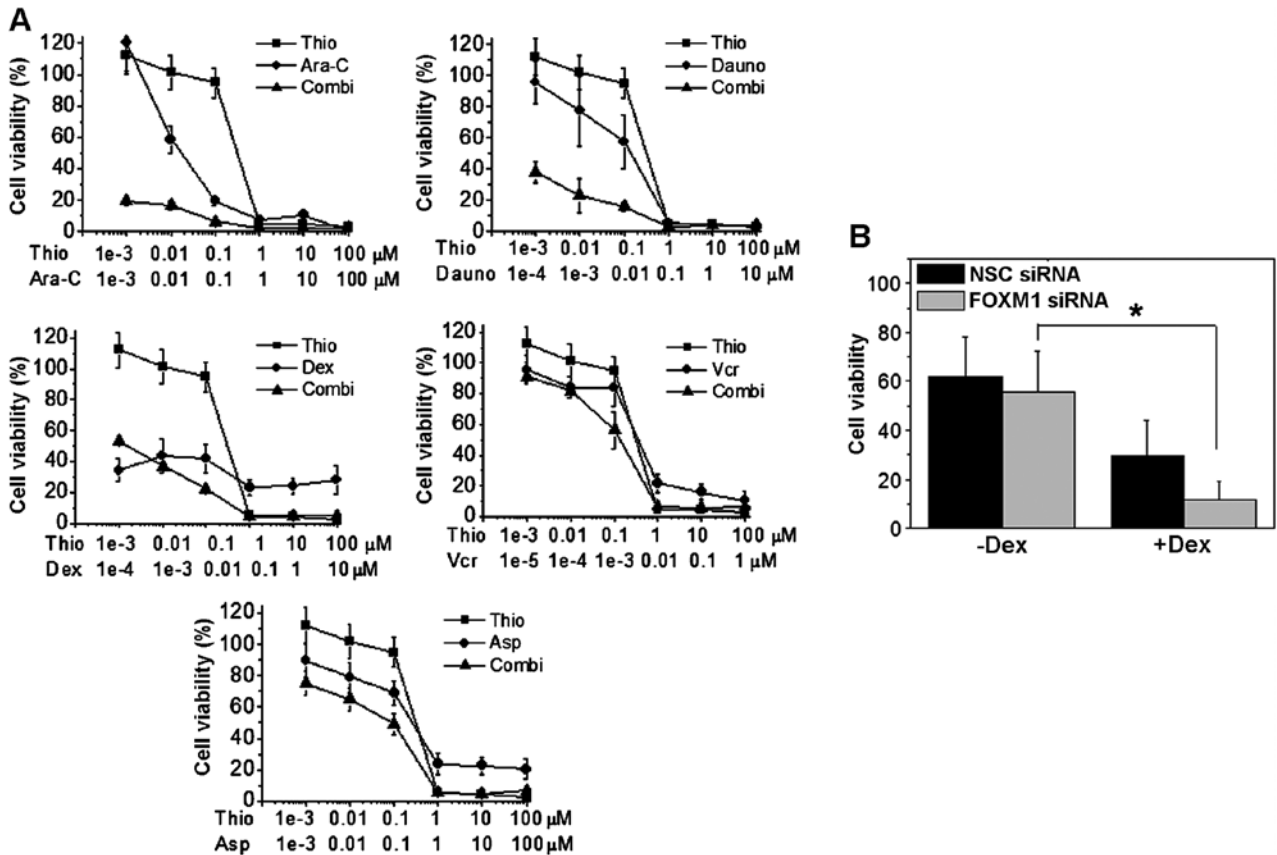 A
Cell viability (%)
120
100
80
60
40
20
0
Thio
Ara-C
Combi
Thio 1e-3 0.01 0.1 1 10 100 µM
Ara-C 1e-3 0.01 0.1 1 10 100 µM
Cell viability (%)
120
100
80
60
40
20
0
Thio
Dauno
Combi
Thio 1e-3 0.01 0.1 1 10 100 µM
Dauno 1e-4 1e-3 0.01 0.1 1 10 µM
Cell viability (%)
120
100
80
60
40
20
0
Thio
Dex
Combi
Thio 1e-3 0.01 0.1 1 10 100 µM
Dex 1e-4 1e-3 0.01 0.1 1 10 µM
Cell viability (%)
120
100
80
60
40
20
0
Thio
Vcr
Combi
Thio 1e-3 0.01 0.1 1 10 100 µM
Vcr 1e-5 1e-4 1e-3 0.01 0.1 1 µM
Cell viability (%)
120
100
80
60
40
20
0
Thio
Asp
Combi
Thio 1e-3 0.01 0.1 1 10 100 µM
Asp 1e-3 0.01 0.1 1 10 100 µM
B
Cell viability
100
80
60
40
20
0
NSC siRNA
FOXM1 siRNA
*
-Dex +Dex